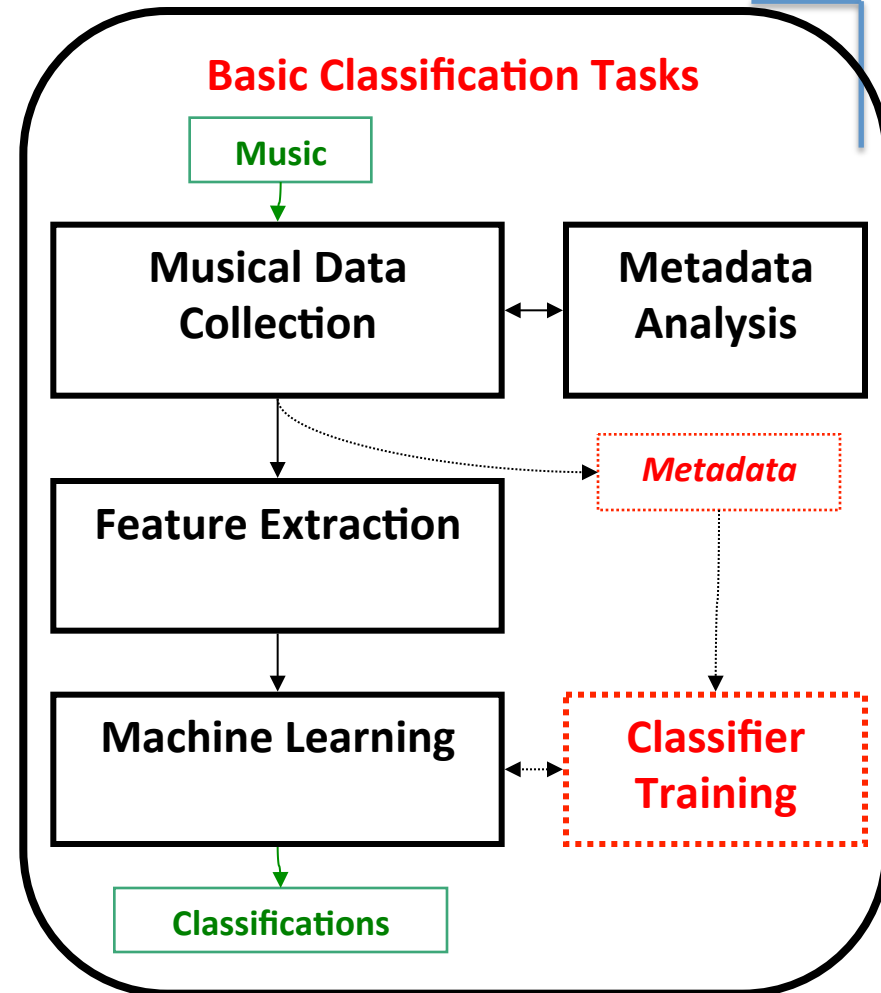 Basic Classification Tasks
Music
Musical Data
Collection
Metadata
Analysis
Metadata
Feature Extraction
Machine Learning
Classifier
Training
Classifications